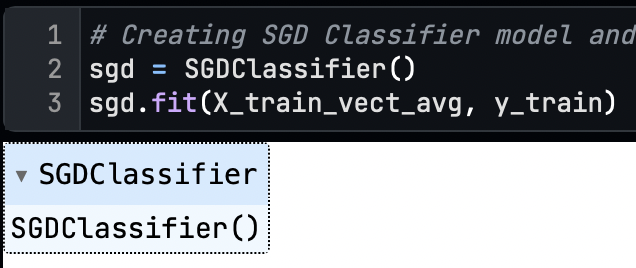 1 # Creating SGD Classifier model and
2 sgd = SGDClassifier()
3 sgd.fit(X_train_vect_avg, y_train)
▾ SGDClassifier
SGDClassifier()